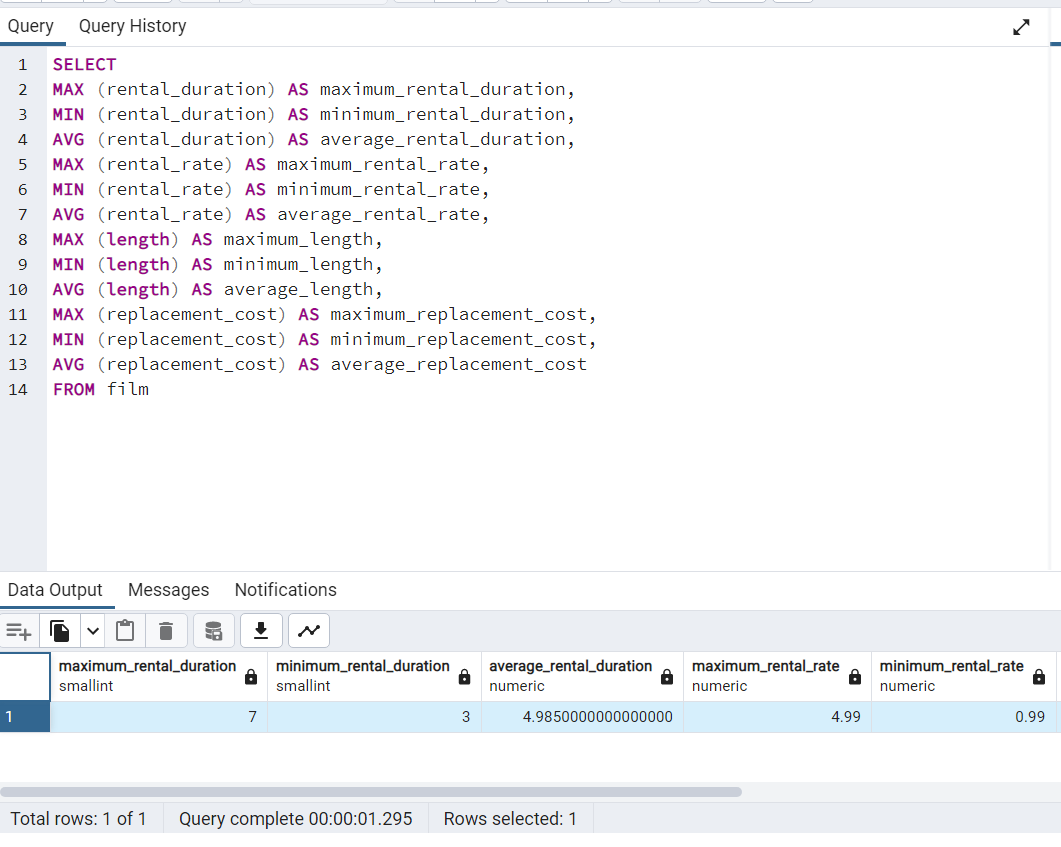 Query Query History
1 SELECT
2 MAX (rental_duration) AS maximum_rental_duration,
3 MIN (rental_duration) AS minimum_rental_duration,
4 AVG (rental_duration) AS average_rental_duration,
5 MAX (rental_rate) AS maximum_rental_rate,
6 MIN (rental_rate) AS minimum_rental_rate,
7 AVG (rental_rate) AS average_rental_rate,
8 MAX (length) AS maximum_length,
9 MIN (length) AS minimum_length,
10 AVG (length) AS average_length,
11 MAX (replacement_cost) AS maximum_replacement_cost,
12 MIN (replacement_cost) AS minimum_replacement_cost,
13 AVG (replacement_cost) AS average_replacement_cost
14 FROM film
Data Output Messages Notifications
maximum_rental_duration minimum_rental_duration average_rental_duration maximum_rental_rate minimum_rental_rate
smallint smallint numeric numeric numeric
1 7 3 4.9850000000000000 4.99 0.99
Total rows: 1 of 1 Query complete 00:00:01.295 Rows selected: 1